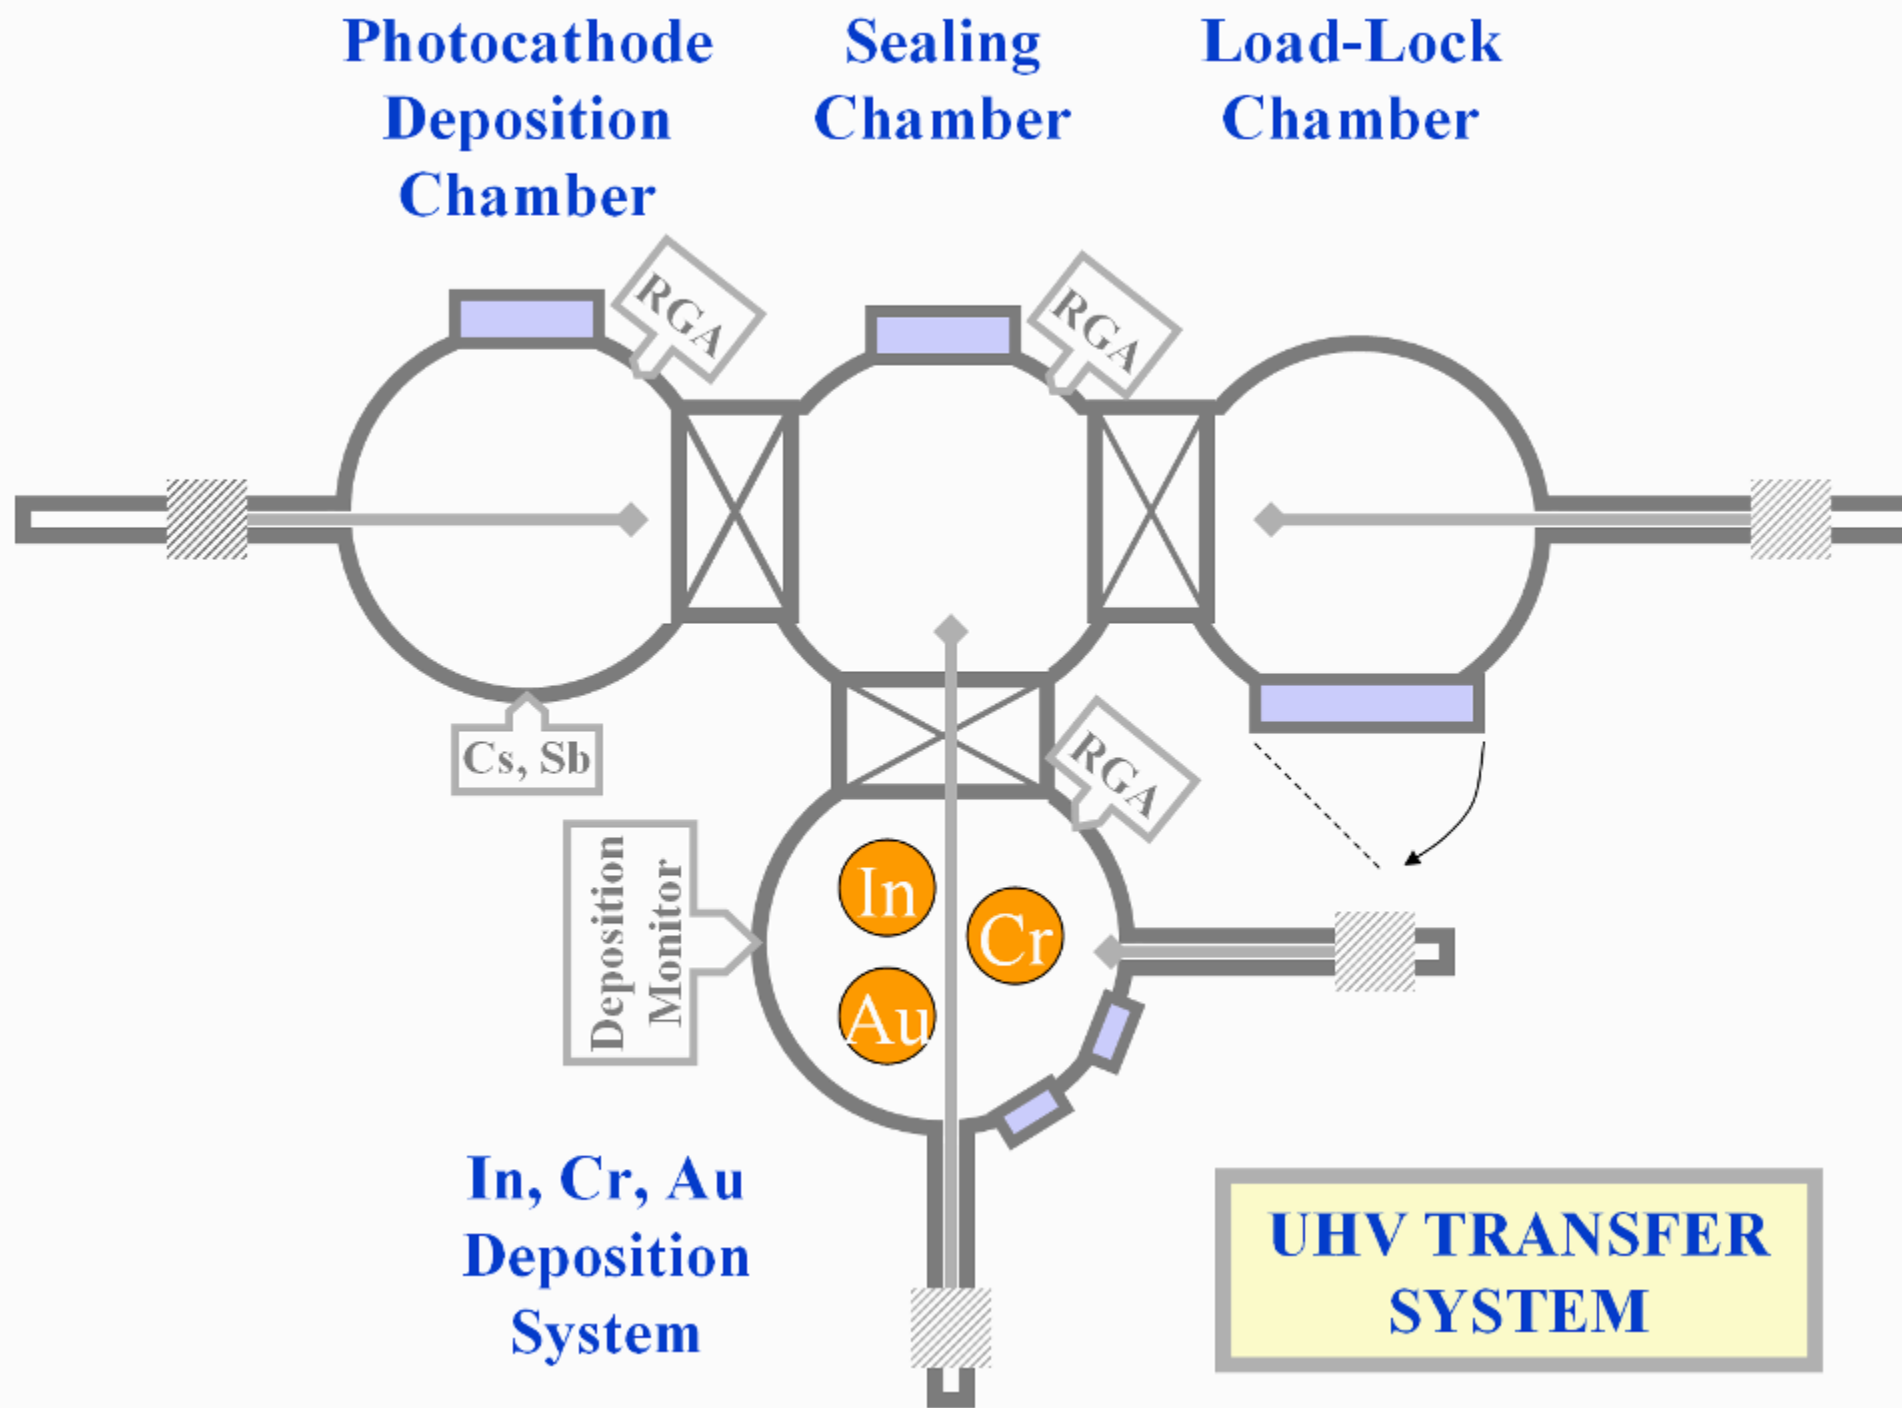 Photocathode
Deposition
Chamber
Sealing
Chamber
Load-Lock
Chamber
RGA
RGA
Cs, Sb
RGA
Deposition
Monitor
In
Cr
Au
In, Cr, Au
Deposition
System
UHV TRANSFER
SYSTEM